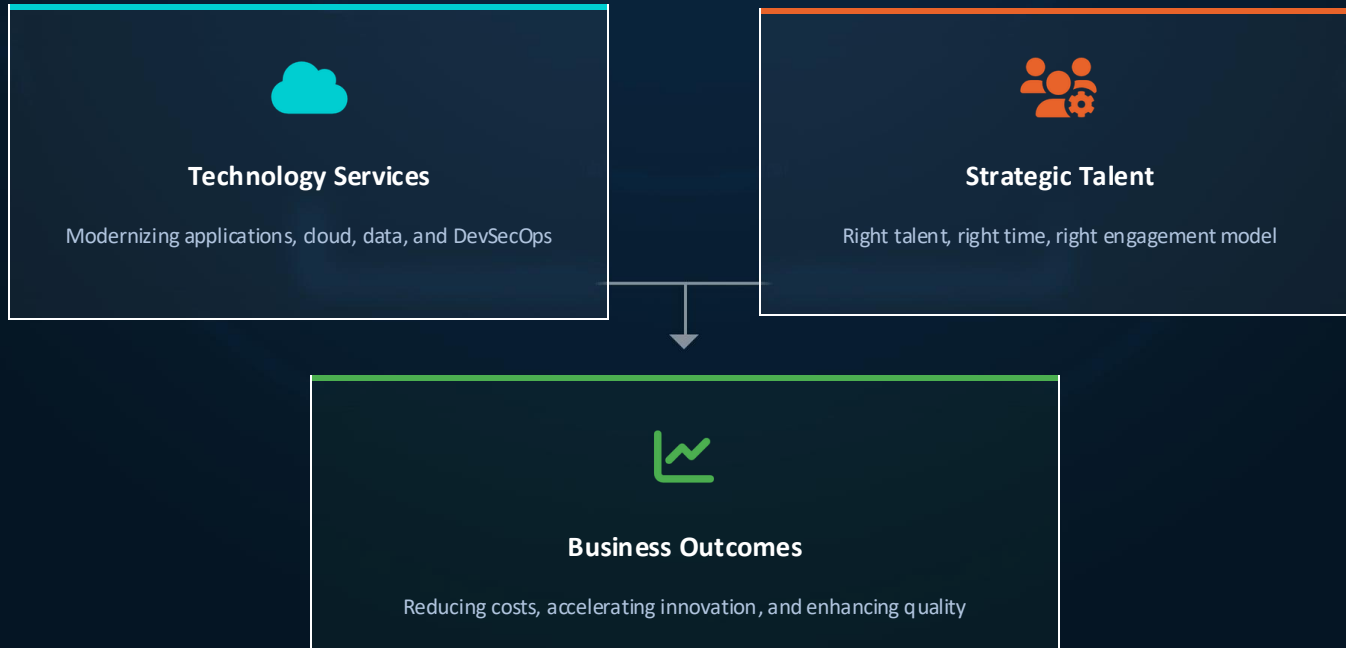 Technology Services
Modernizing applications, cloud, data, and DevSecOps
Strategic Talent
Right talent, right time, right engagement model
Business Outcomes
Reducing costs, accelerating innovation, and enhancing quality